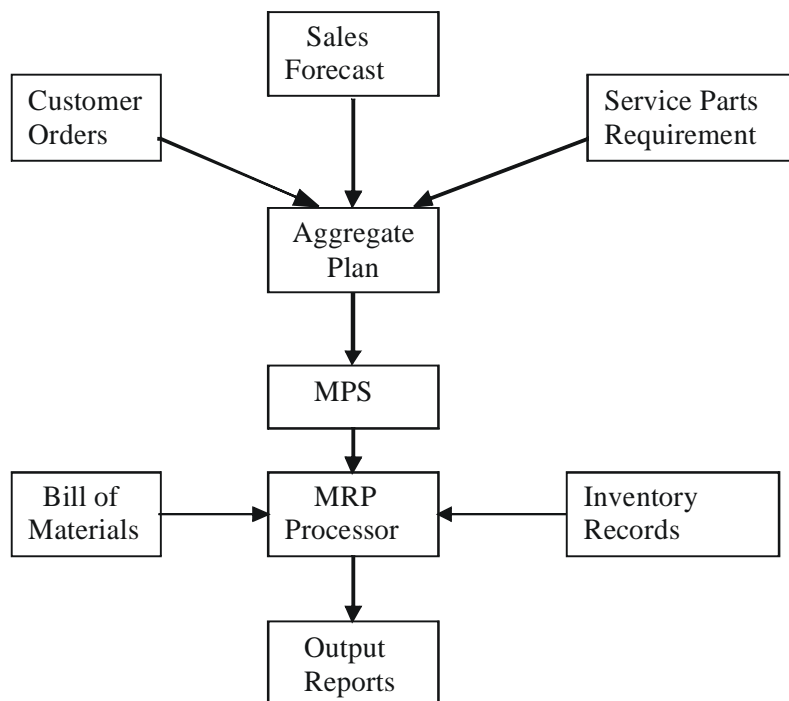 Sales
Forecast
Customer
Orders
Service Parts
Requirement
Aggregate
Plan
MPS
Bill of
Materials
MRP
Processor
Inventory
Records
Output
Reports